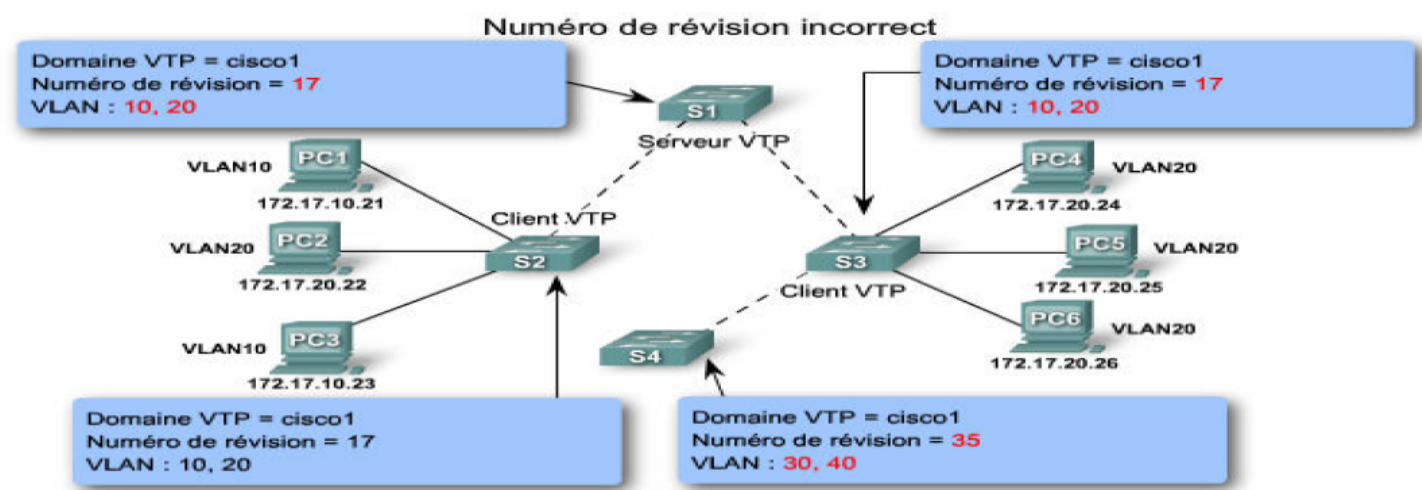 Numéro de révision incorrect
Domaine VTP = cisco1
Numéro de révision = 17
VLAN : 10, 20
Domaine VTP = cisco1
Numéro de révision = 17
VLAN : 10, 20
S1
Serveur VTP
VLAN10
PC1
172.17.10.21
PC4
VLAN20
172.17.20.24
Client VTP
VLAN20
PC2
172.17.20.22
S2
S3
Client VTP
PC5
VLAN20
172.17.20.25
VLAN10
PC3
172.17.10.23
S4
PC6
VLAN20
172.17.20.26
Domaine VTP = cisco1
Numéro de révision = 17
VLAN : 10, 20
Domaine VTP = cisco1
Numéro de révision = 35
VLAN : 30, 40